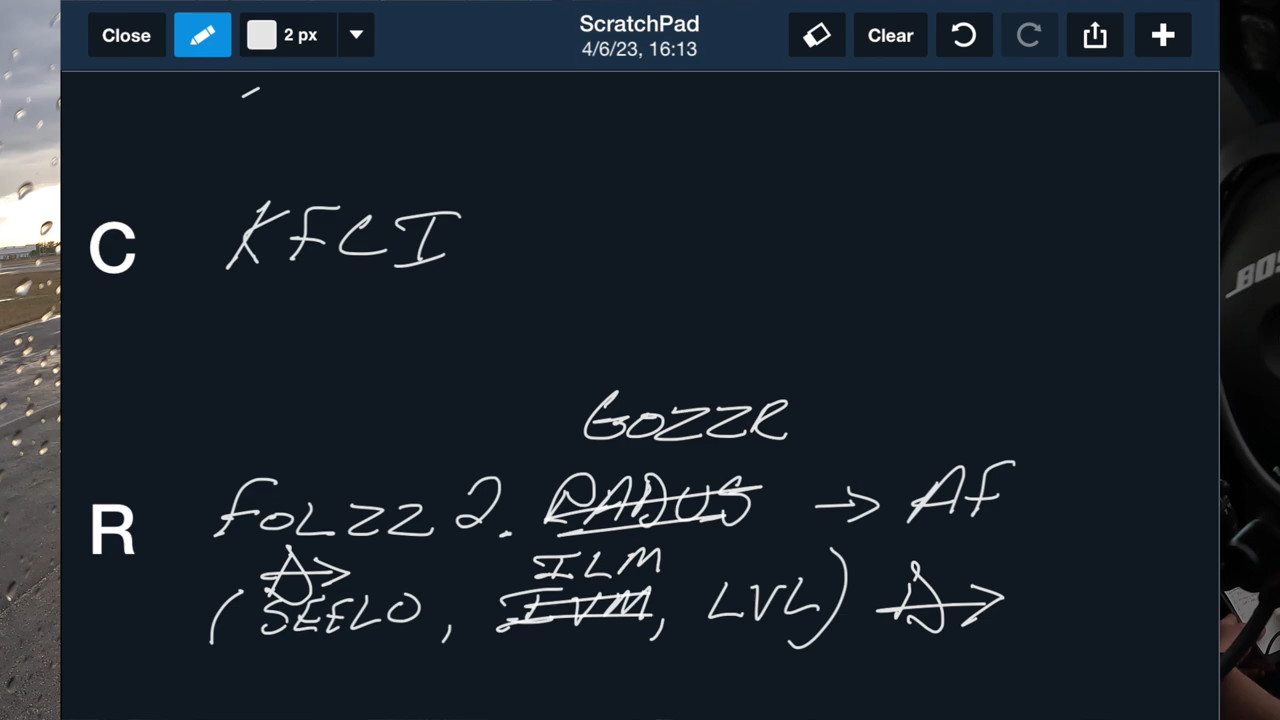 Close 2 px ScratchPad Clear
4/6/23, 16:13
C KFCI
BOS
GOZZR
R FOLZZ 2. RADUS → AF
ILM
( SEELO, IVM, LVL)